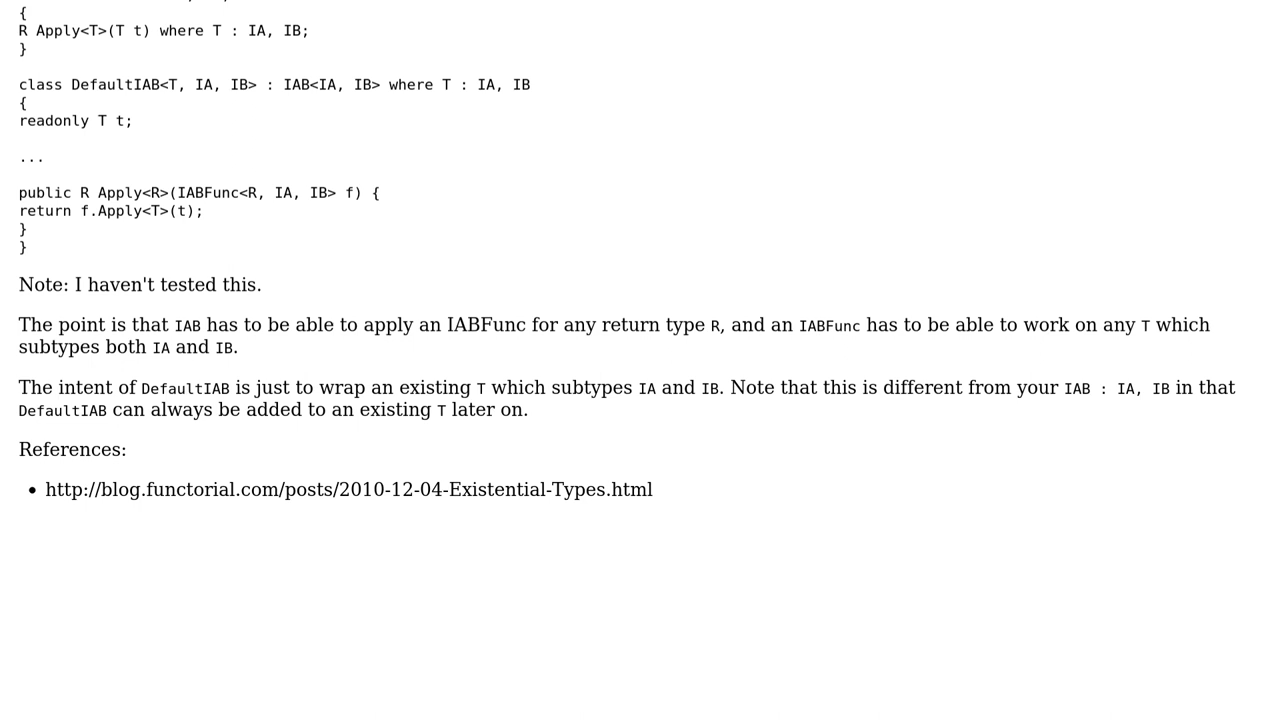 {
R Apply<T>(T t) where T : IA, IB;
}
class DefaultIAB<T, IA, IB> : IAB<IA, IB> where T : IA, IB
{
readonly T t;
...
public R Apply<R>(IABFunc<R, IA, IB> f) {
return f.Apply<T>(t);
}
}
Note: I haven't tested this.
The point is that IAB has to be able to apply an IABFunc for any return type R, and an IABFunc has to be able to work on any T which
subtypes both IA and IB.
The intent of DefaultIAB is just to wrap an existing T which subtypes IA and IB. Note that this is different from your IAB : IA, IB in that
DefaultIAB can always be added to an existing T later on.
References:
• http://blog.functorial.com/posts/2010-12-04-Existential-Types.html